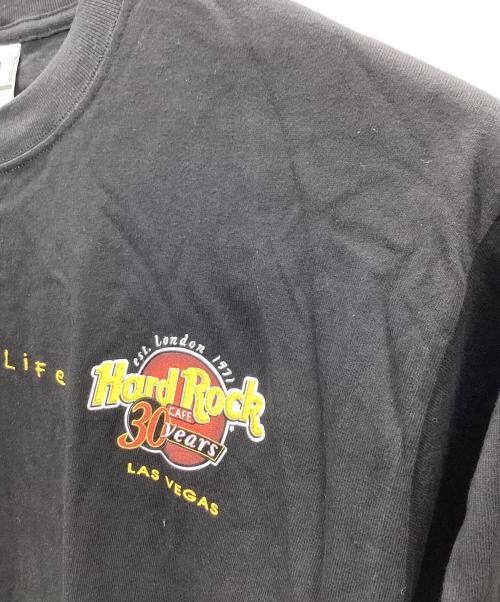 Life
est. London 1971
Hard Rock
CAFE
30 years
LAS VEGAS